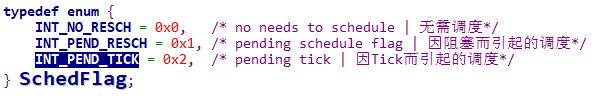 typedef enum {
INT_NO_RESCH = 0x0, /* no needs to schedule | 无需调度*/
INT_PEND_RESCH = 0x1, /* pending schedule flag | 因阻塞而引起的调度*/
INT_PEND_TICK = 0x2, /* pending tick | 因Tick而引起的调度*/
} SchedFlag;